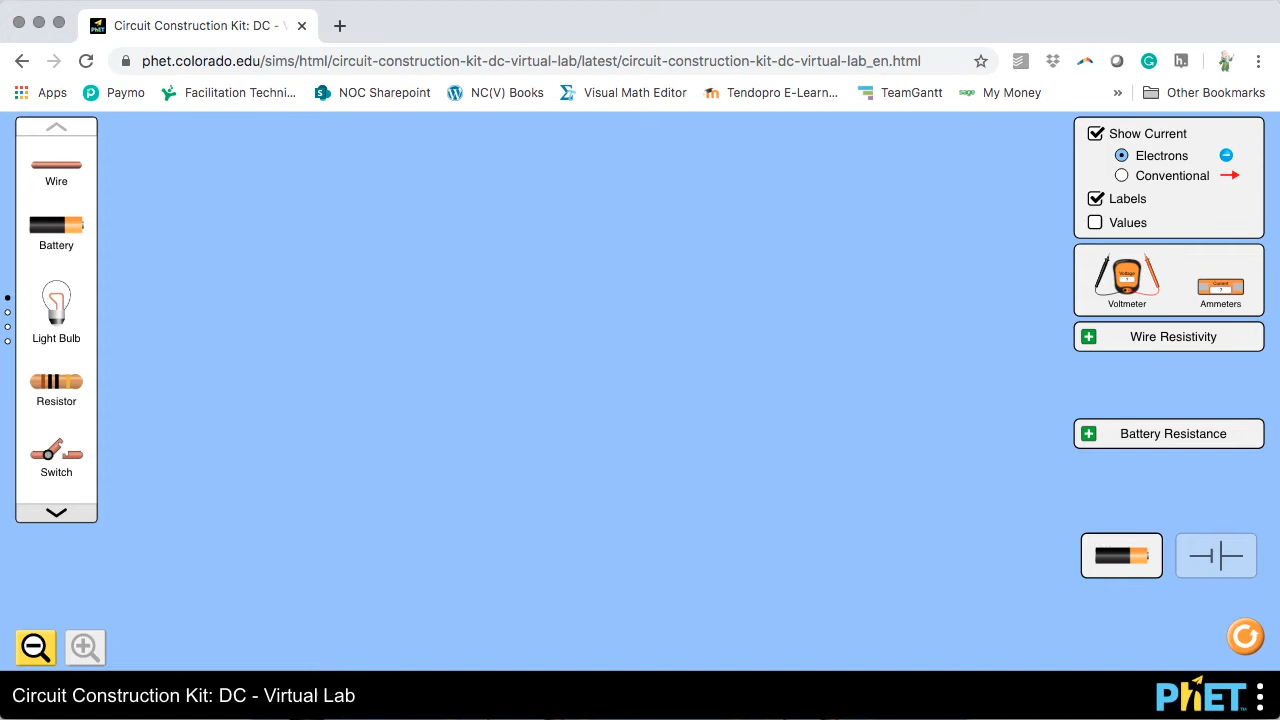 Circuit Construction Kit: DC - V
phet.colorado.edu/sims/html/circuit-construction-kit-dc-virtual-lab/latest/circuit-construction-kit-dc-virtual-lab_en.html
Apps Paymo Facilitation Techni... NOC Sharepoint NC(V) Books Visual Math Editor Tendopro E-Learn... TeamGantt My Money » Other Bookmarks
Wire
Battery
Light Bulb
Resistor
Switch
Show Current
Electrons
Conventional
Labels
Values
Voltage
?
Voltmeter
Current
?
Ammeters
Wire Resistivity
Battery Resistance
Circuit Construction Kit: DC - Virtual Lab
PhET